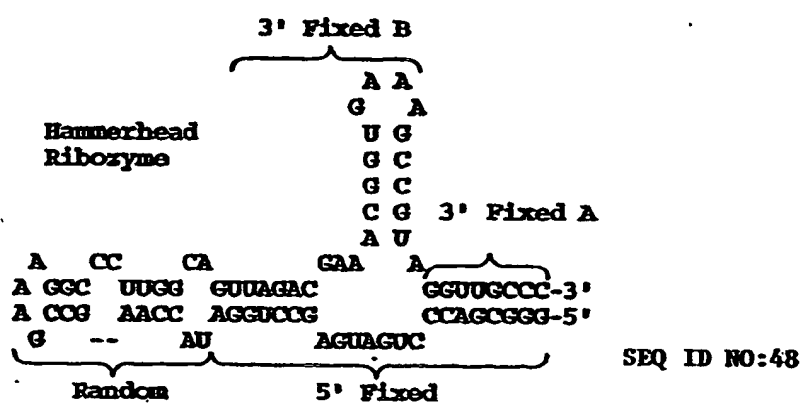 3' Fixed B
A A
G A
Hammerhead
U G
Ribozyme
G C
G C
C G 3' Fixed A
A U
A CC CA GAA A
A GGC UUGG GUUAGAC GGUUGCCC-3'
A CCG AACC AGGUCCG CCAGCGGG-5'
G -- AU AGUAGUC
SEQ ID NO:48
Random 5' Fixed